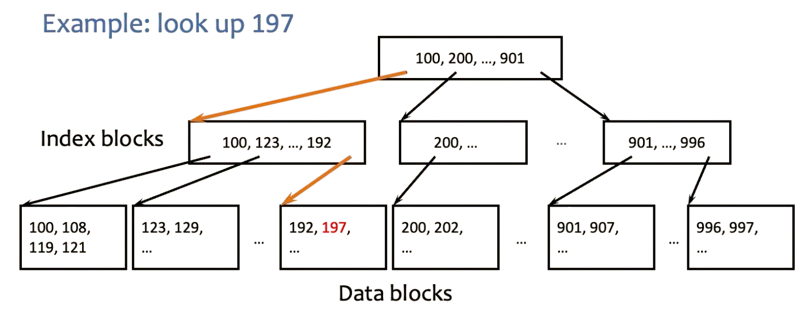 Example: look up 197
100, 200, …, 901
Index blocks
100, 123, …, 192
200, …
…
901, …, 996
100, 108,
119, 121
123, 129,
…
…
192, 197,
…
200, 202,
…
…
901, 907,
…
…
996, 997,
…
Data blocks